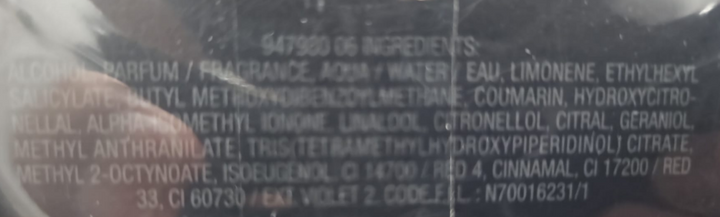 947980 06 INGREDIENTS:
ALCOHOL, PARFUM / FRAGRANCE, AQUA / WATER / EAU, LIMONENE, ETHYLHEXYL
SALICYLATE, BUTYL METHOXYDIBENZOYLMETHANE, COUMARIN, HYDROXYCITRO-
NELLAL, ALPHA-ISOMETHYL IONONE, LINALOOL, CITRONELLOL, CITRAL, GERANIOL,
METHYL ANTHRANILATE, TRIS(TETRAMETHYLHYDROXYPIPERIDINOL) CITRATE,
METHYL 2-OCTYNOATE, ISOEUGENOL, CI 14700 / RED 4, CINNAMAL, CI 17200 / RED
33, CI 60730 / EXT. VIOLET 2. CODE F.I.L. : N70016231/1